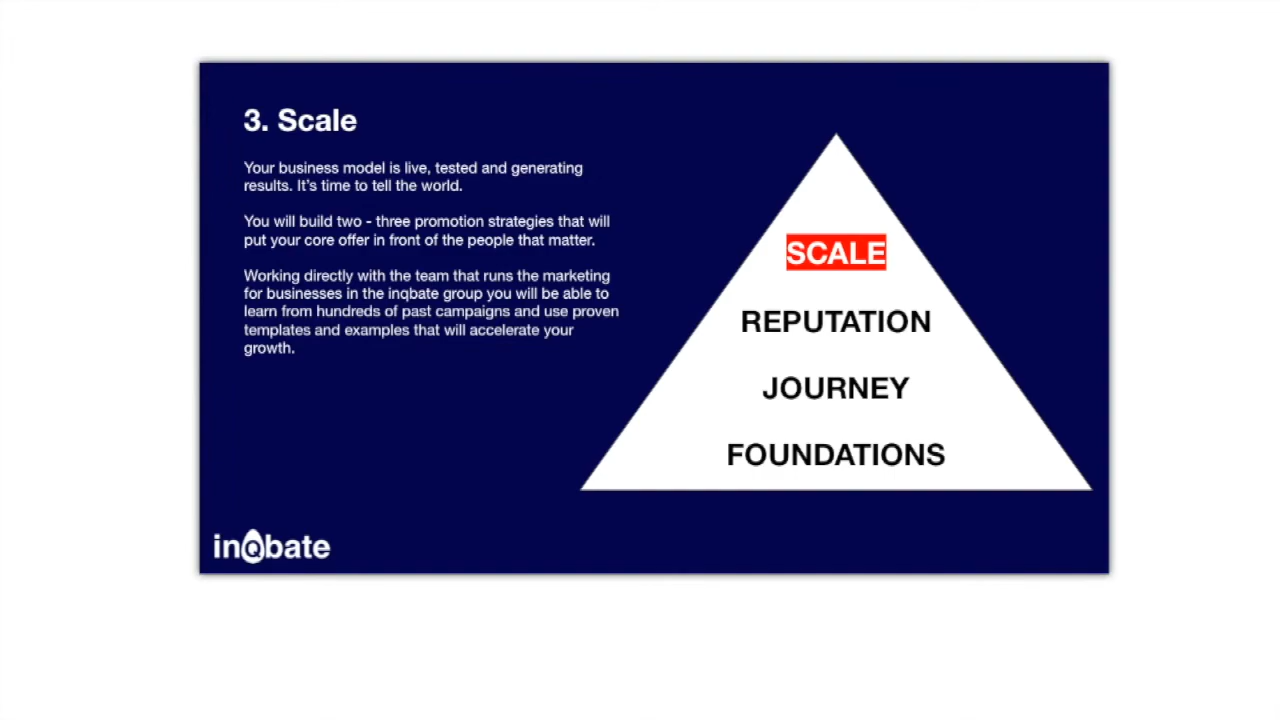 3. Scale
Your business model is live, tested and generating
results. It's time to tell the world.
You will build two - three promotion strategies that will
put your core offer in front of the people that matter.
Working directly with the team that runs the marketing
for businesses in the inqbate group you will be able to
learn from hundreds of past campaigns and use proven
templates and examples that will accelerate your
growth.
SCALE
REPUTATION
JOURNEY
FOUNDATIONS
inQbate